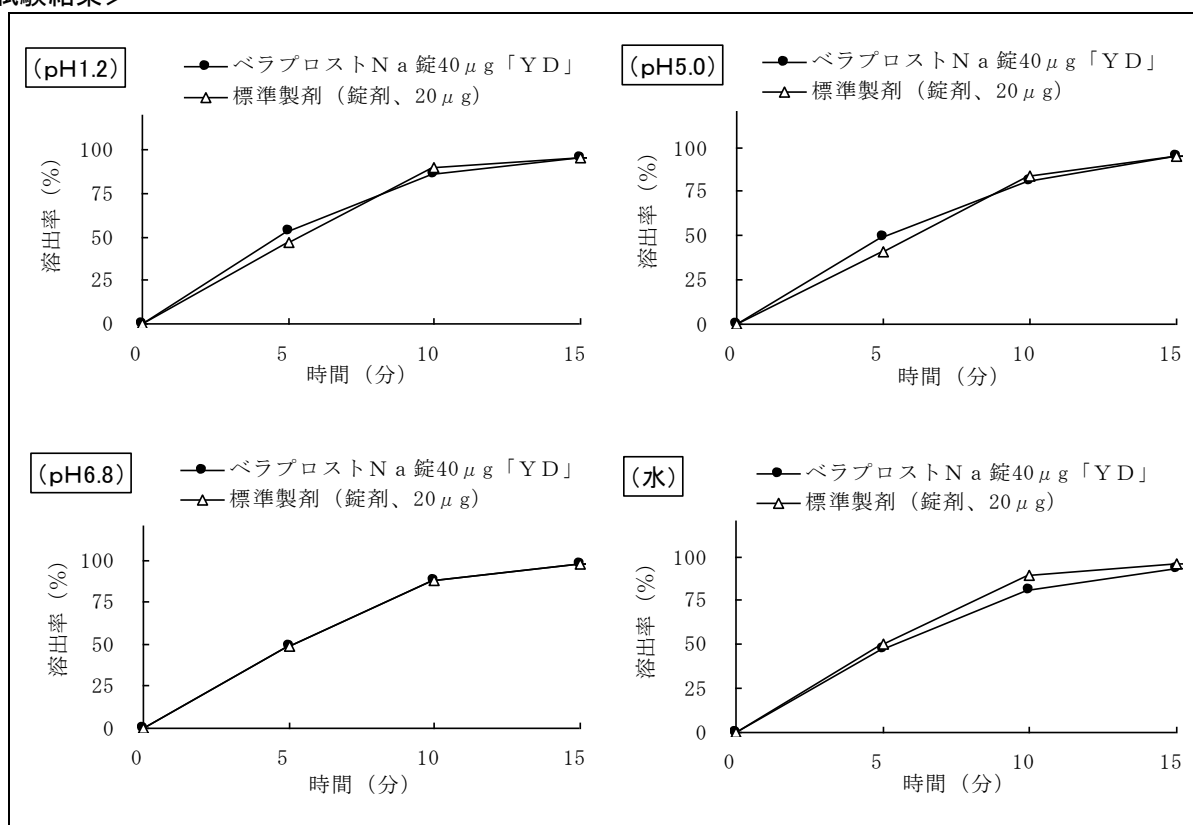 試験結果>
(pH1.2)
ベラプロストNa錠40μg「YD」
標準製剤(錠剤、20μg)
溶出率(%)
100
75
50
25
0
0 5 10 15
時間(分)
(pH5.0)
ベラプロストNa錠40μg「YD」
標準製剤(錠剤、20μg)
溶出率(%)
100
75
50
25
0
0 5 10 15
時間(分)
(pH6.8)
ベラプロストNa錠40μg「YD」
標準製剤(錠剤、20μg)
溶出率(%)
100
75
50
25
0
0 5 10 15
時間(分)
(水)
ベラプロストNa錠40μg「YD」
標準製剤(錠剤、20μg)
溶出率(%)
100
75
50
25
0
0 5 10 15
時間(分)